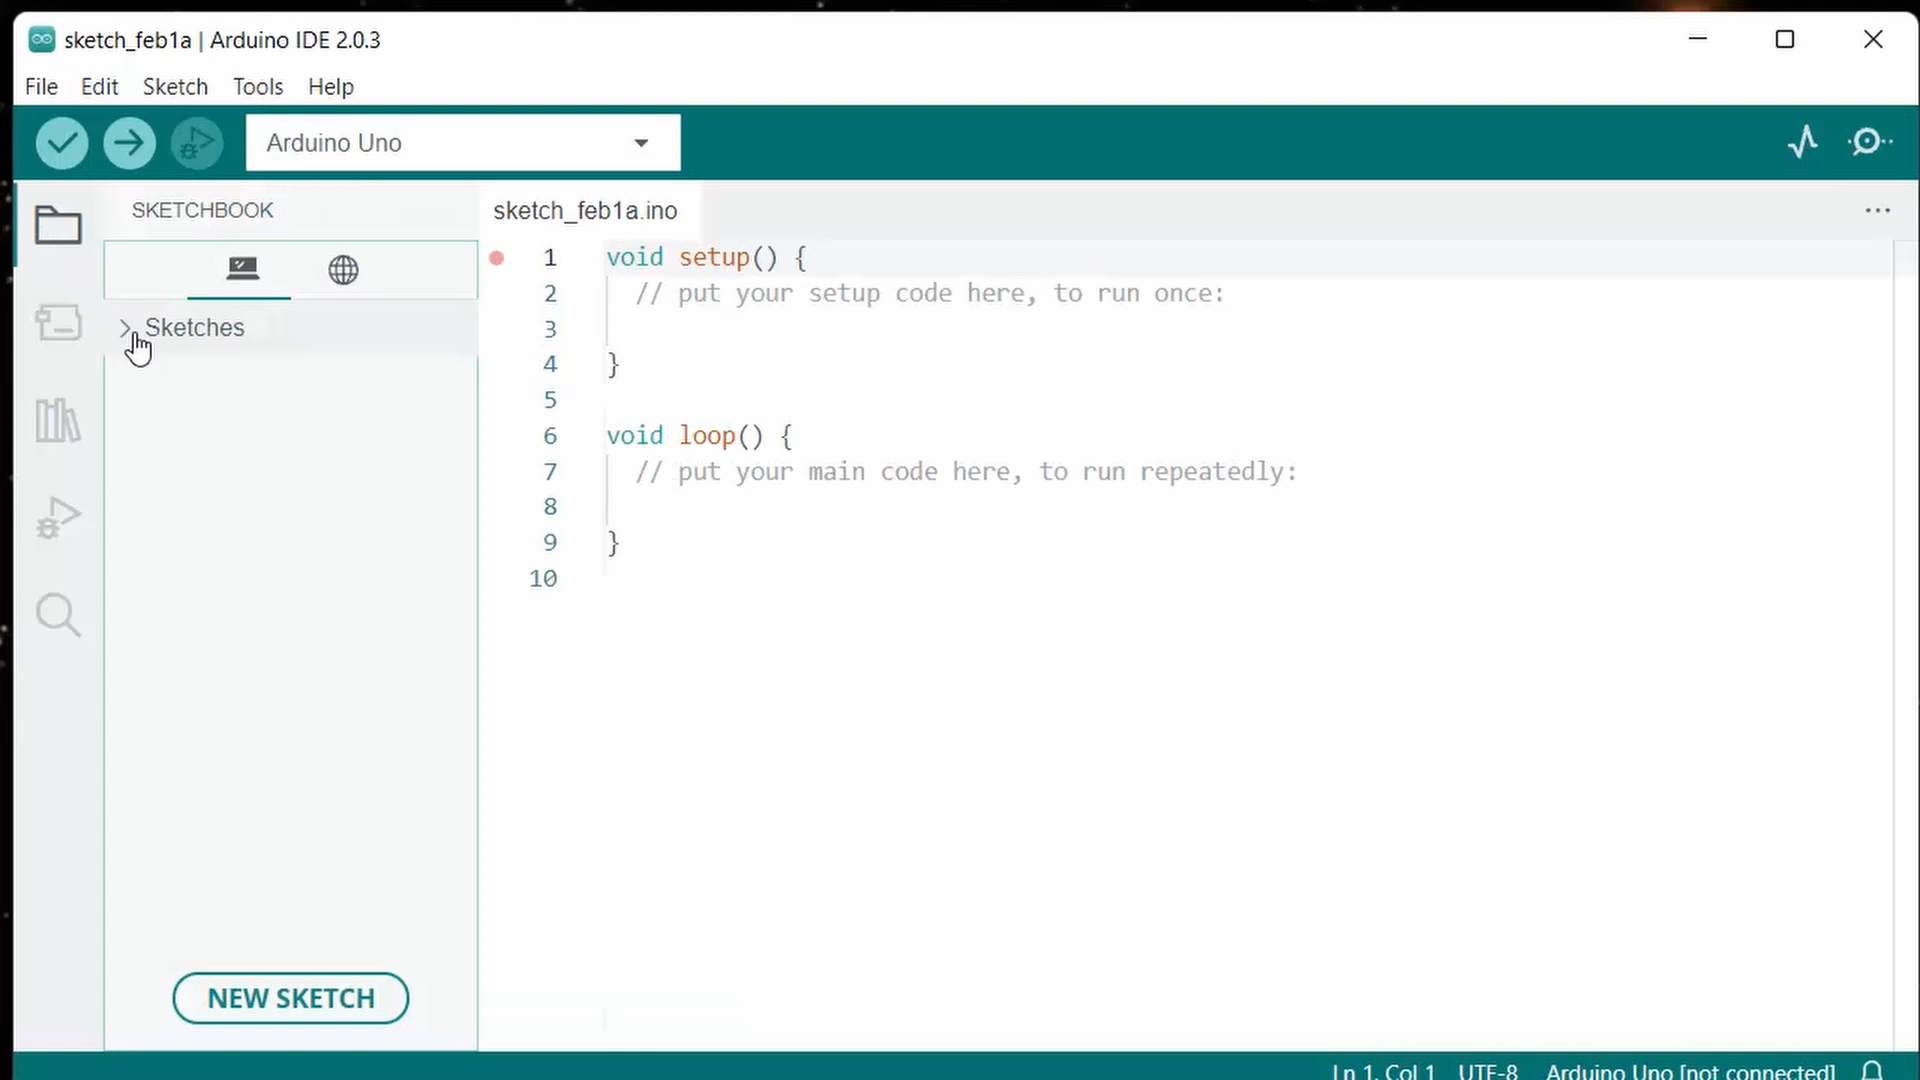 sketch_feb1a | Arduino IDE 2.0.3
File Edit Sketch Tools Help
Arduino Uno
SKETCHBOOK
sketch_feb1a.ino
Sketches
1 void setup() {
2 // put your setup code here, to run once:
3
4 }
5
6 void loop() {
7 // put your main code here, to run repeatedly:
8
9 }
10
NEW SKETCH
Ln 1, Col 1 UTF-8 Arduino Uno [not connected]